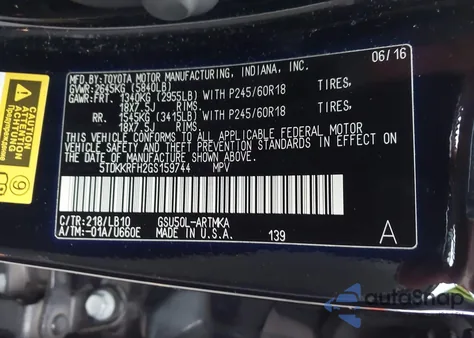 MFD. BY: TOYOTA MOTOR MANUFACTURING, INDIANA, INC.
GVWR: 2645KG (5840LB) 06/16
GAWR:FRT. 1340KG (2955LB) WITH P245/60R18 TIRES,
18X7.5J RIMS
RR. 1545KG (3415LB) WITH P245/60R18 TIRES,
18X7.5J RIMS
THIS VEHICLE CONFORMS TO ALL APPLICABLE FEDERAL MOTOR
VEHICLE SAFETY STANDARDS IN EFFECT ON THE DATE OF
MANUFACTURE SHOWN ABOVE.
5TDKKRFH2GS159744 MPV
C/TR: 218/LB10 GSU50L-ARTMKA
A/TM:-01A/U660E MADE IN U.S.A. 139 A
CAUTION
ATTENTION
ACHTUNG
autosnap